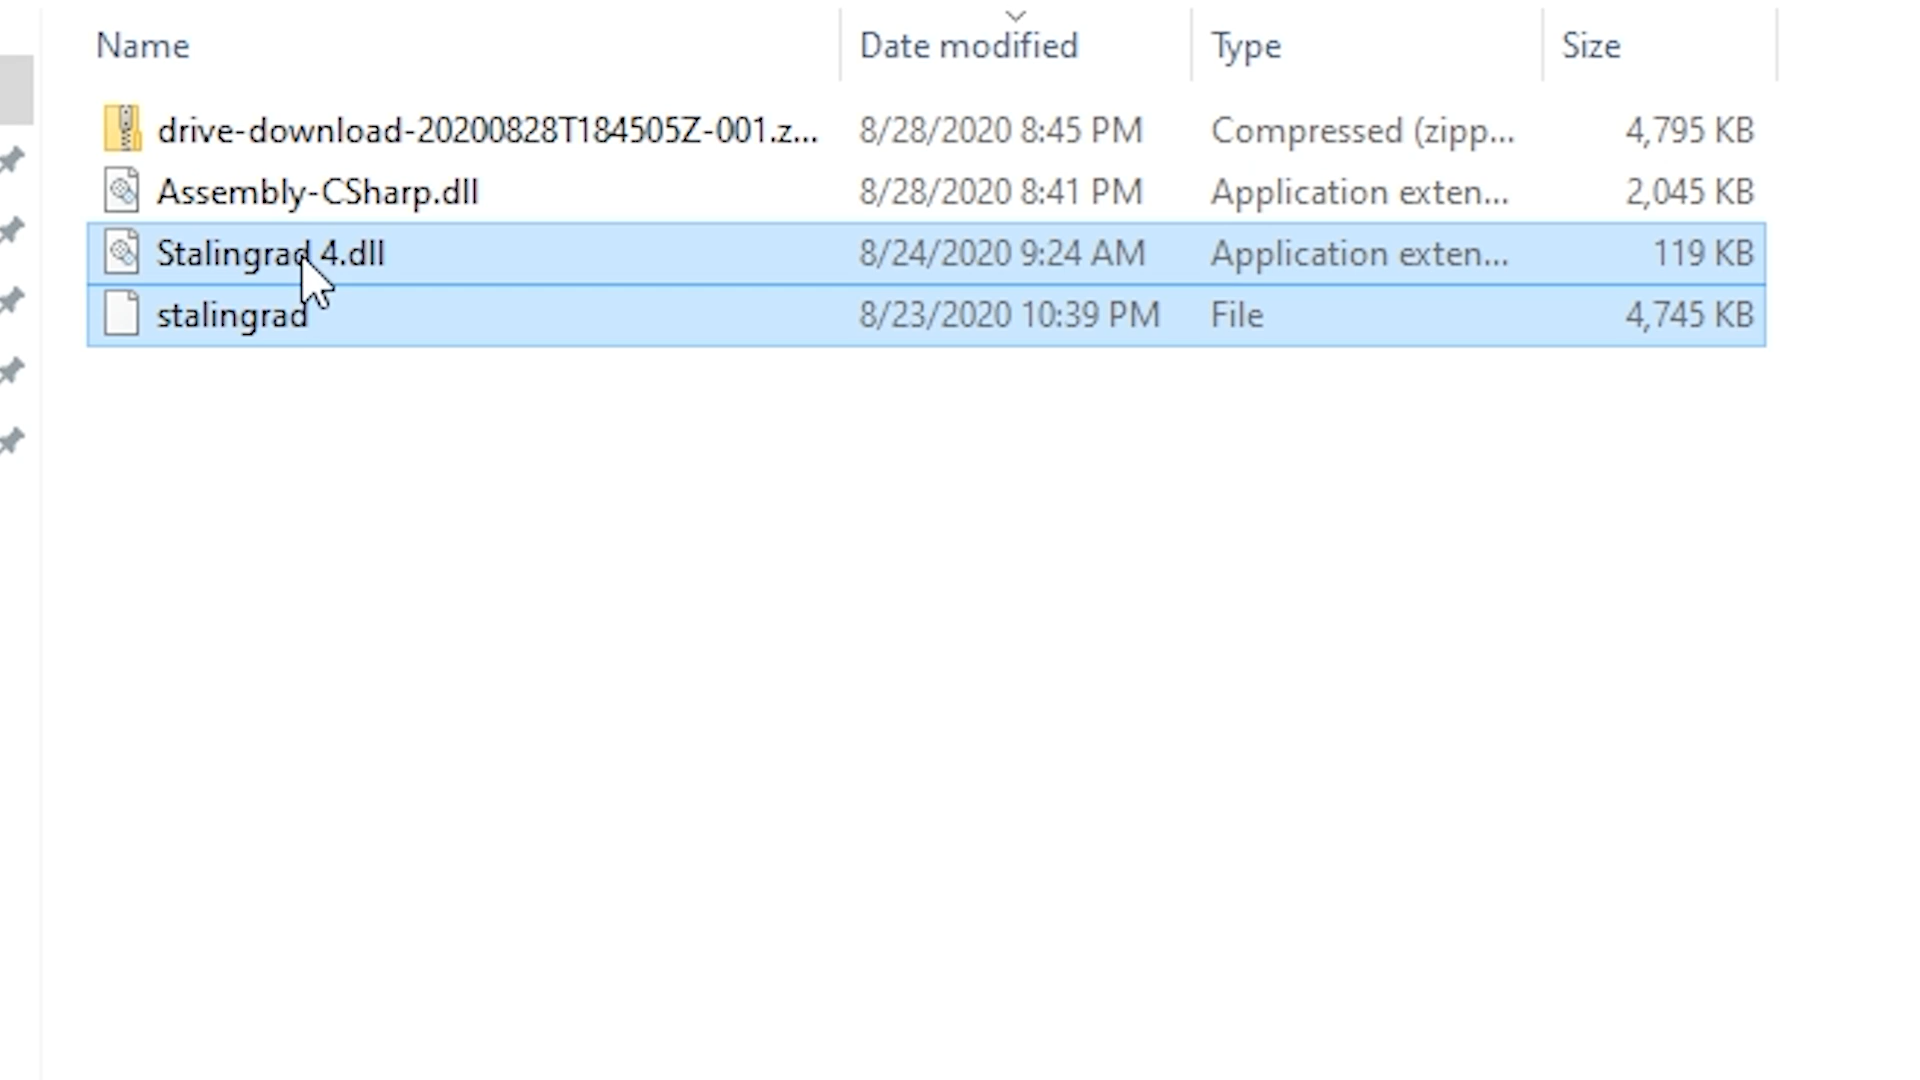 Name Date modified Type Size
drive-download-20200828T184505Z-001.z... 8/28/2020 8:45 PM Compressed (zipp... 4,795 KB
Assembly-CSharp.dll 8/28/2020 8:41 PM Application exten... 2,045 KB
Stalingrad 4.dll 8/24/2020 9:24 AM Application exten... 119 KB
stalingrad 8/23/2020 10:39 PM File 4,745 KB